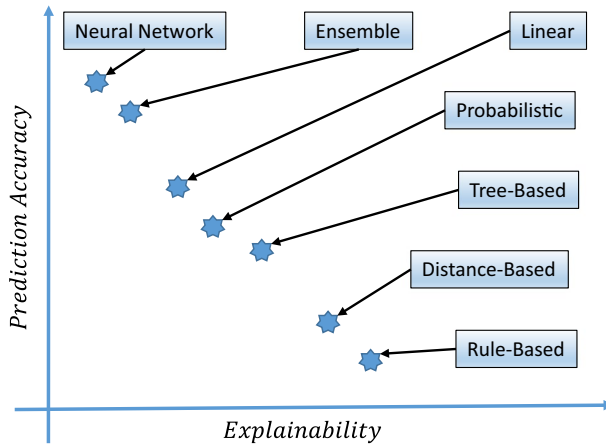 Neural Network
Ensemble
Linear
Probabilistic
Tree-Based
Distance-Based
Rule-Based
Prediction Accuracy
Explainability